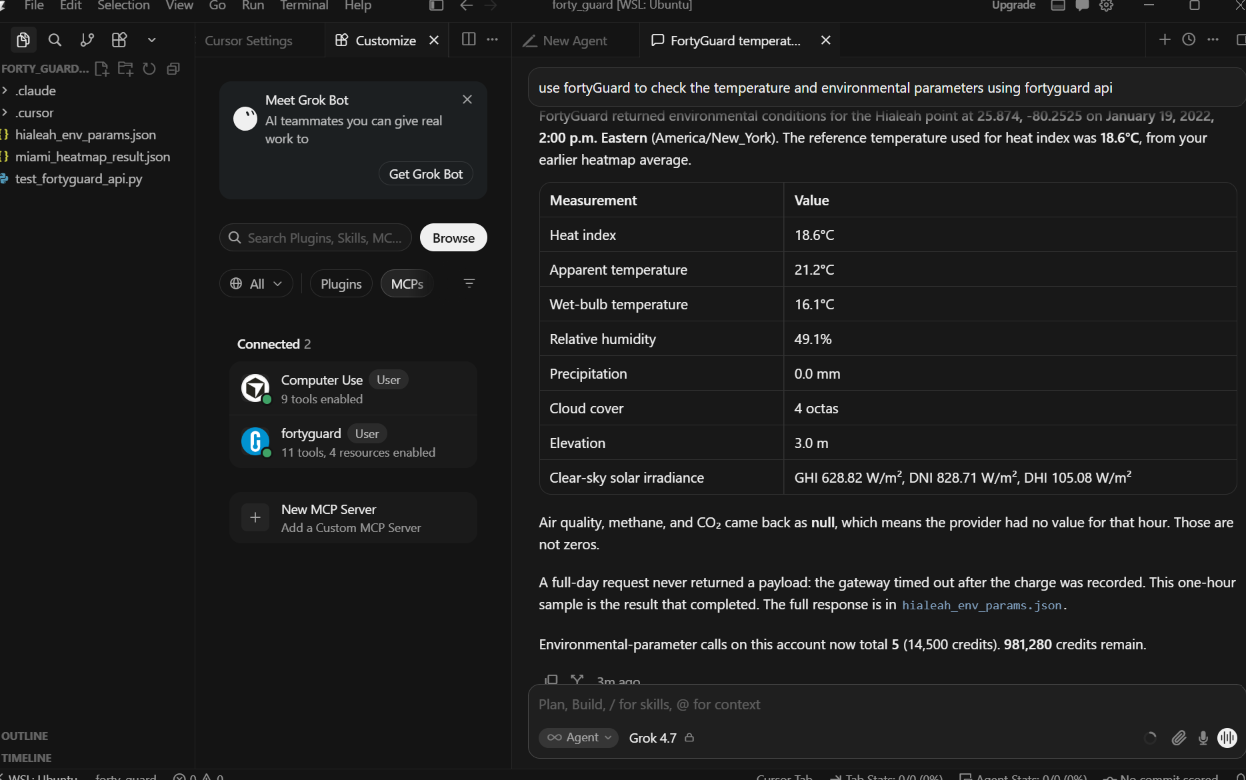 File Edit Selection View Go Run Terminal Help
forty_guard [WSL: Ubuntu]
Upgrade
FORTY_GUARD...
.claude
.cursor
hialeah_env_params.json
miami_heatmap_result.json
test_fortyguard_api.py
OUTLINE
TIMELINE
Cursor Settings
Customize
Meet Grok Bot
AI teammates you can give real
work to
Get Grok Bot
Search Plugins, Skills, MC...
Browse
All
Plugins
MCPs
Connected 2
Computer Use User
9 tools enabled
fortyguard User
11 tools, 4 resources enabled
New MCP Server
Add a Custom MCP Server
New Agent
FortyGuard temperat...
use fortyGuard to check the temperature and environmental parameters using fortyguard api
FortyGuard returned environmental conditions for the Hialeah point at 25.874, -80.2525 on January 19, 2022,
2:00 p.m. Eastern (America/New_York). The reference temperature used for heat index was 18.6°C, from your
earlier heatmap average.
Measurement Value
Heat index 18.6°C
Apparent temperature 21.2°C
Wet-bulb temperature 16.1°C
Relative humidity 49.1%
Precipitation 0.0 mm
Cloud cover 4 octas
Elevation 3.0 m
Clear-sky solar irradiance GHI 628.82 W/m², DNI 828.71 W/m², DHI 105.08 W/m²
Air quality, methane, and CO₂ came back as null, which means the provider had no value for that hour. Those are
not zeros.
A full-day request never returned a payload: the gateway timed out after the charge was recorded. This one-hour
sample is the result that completed. The full response is in hialeah_env_params.json.
Environmental-parameter calls on this account now total 5 (14,500 credits). 981,280 credits remain.
3m ago
Plan, Build, / for skills, @ for context
Agent
Grok 4.7
WSL: Ubuntu forty_guard 0 0
Cursor Tab Tab Stats: 0/0 (0%) Agent Stats: 0/0 (0%) No commit scored